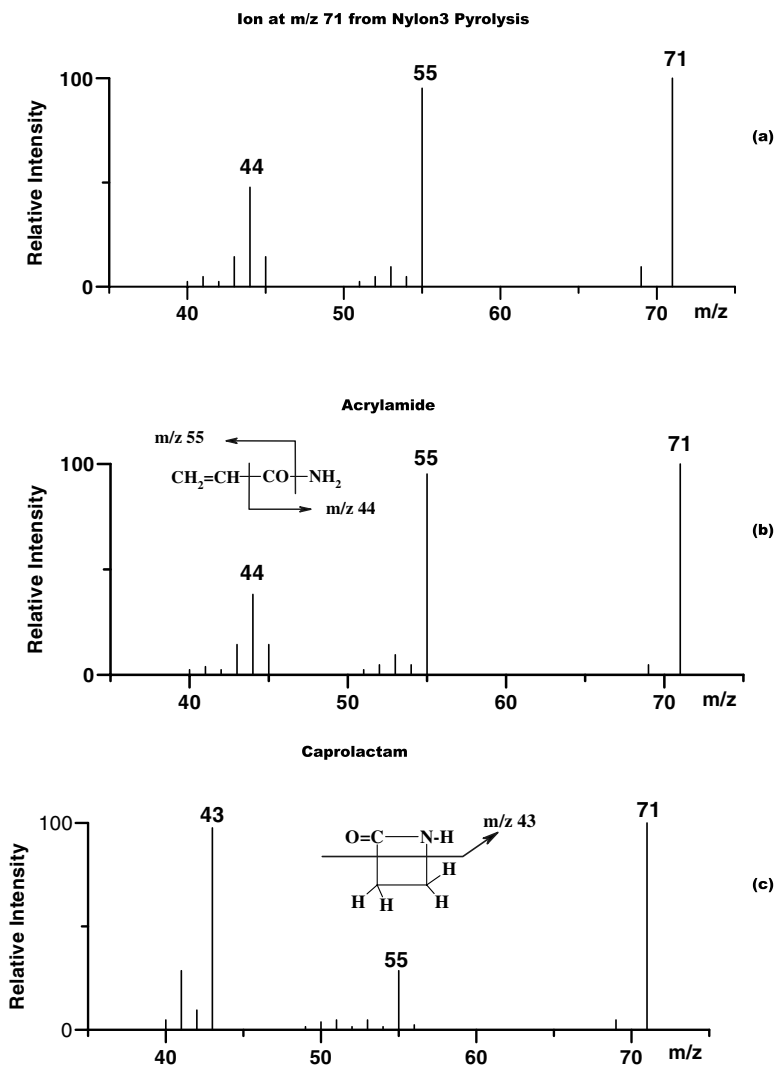 Ion at m/z 71 from Nylon3 Pyrolysis
71
55
100
44
(a)
Relative Intensity
0
40 50 60 70 m/z
Acrylamide
m/z 55
71
55
100
CH2=CH CO NH2
m/z 44
(b)
44
Relative Intensity
0
40 50 60 70 m/z
Caprolactam
43
71
100
m/z 43
O=C N-H
H
(c)
H H H
55
Relative Intensity
0
40 50 60 70 m/z